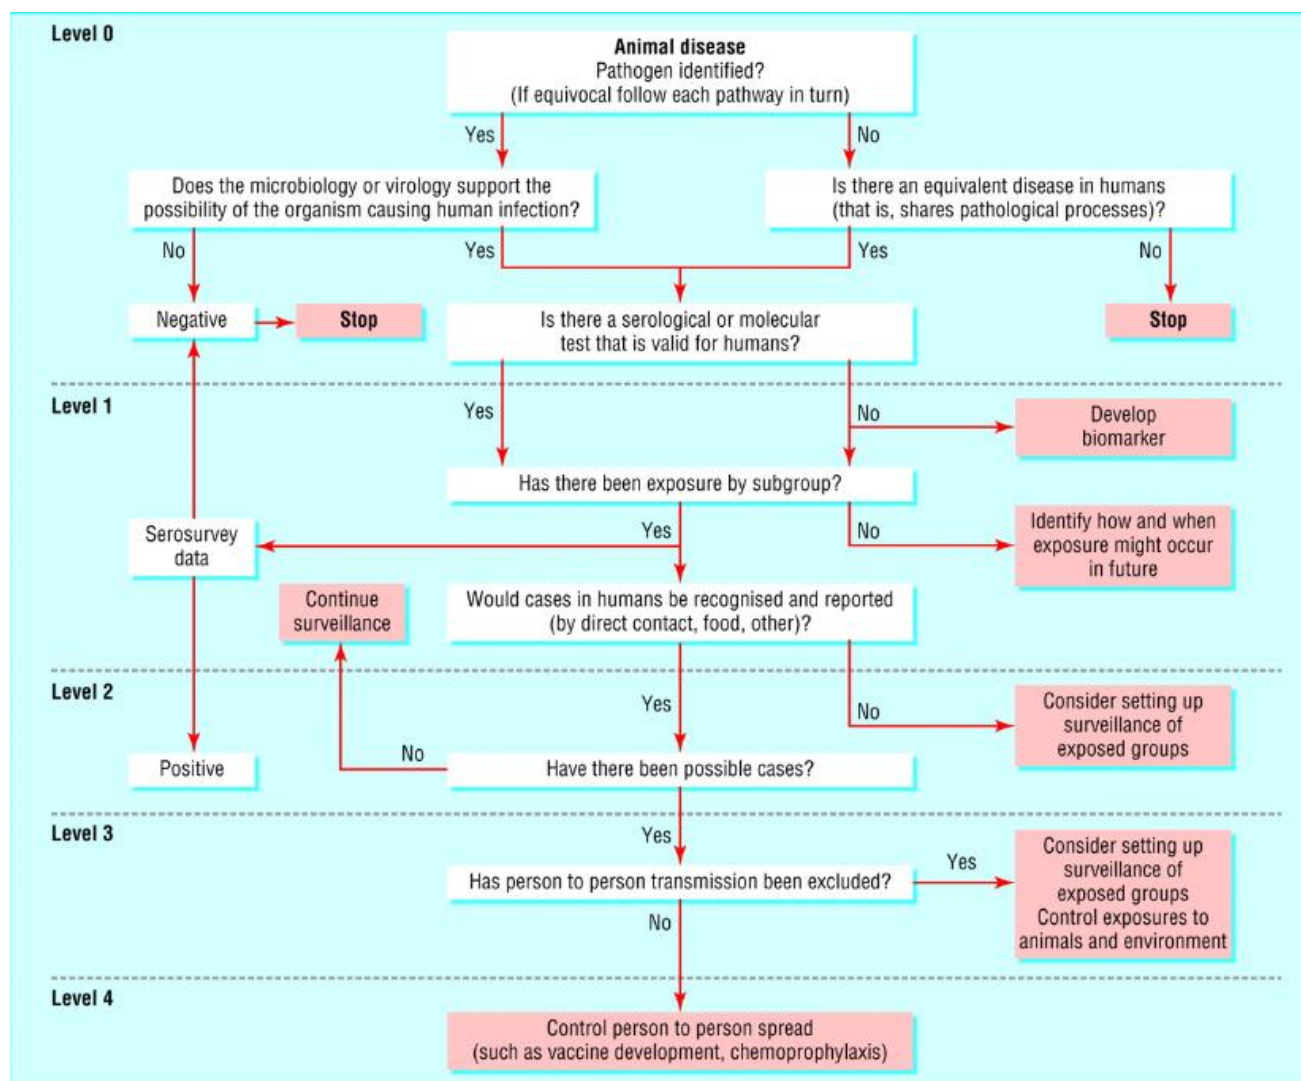 Level 0
Animal disease
Pathogen identified?
(If equivocal follow each pathway in turn)
Yes
No
Does the microbiology or virology support the
possibility of the organism causing human infection?
Is there an equivalent disease in humans
(that is, shares pathological processes)?
No
Yes
Yes
No
Negative
Stop
Is there a serological or molecular
test that is valid for humans?
Stop
Level 1
Yes
No
Develop
biomarker
Has there been exposure by subgroup?
Serosurvey
data
Yes
No
Identify how and when
exposure might occur
in future
Continue
surveillance
Would cases in humans be recognised and reported
(by direct contact, food, other)?
Level 2
Yes
No
Consider setting up
surveillance of
exposed groups
Positive
No
Have there been possible cases?
Level 3
Yes
Has person to person transmission been excluded?
Yes
Consider setting up
surveillance of
exposed groups
Control exposures to
animals and environment
No
Level 4
Control person to person spread
(such as vaccine development, chemoprophylaxis)